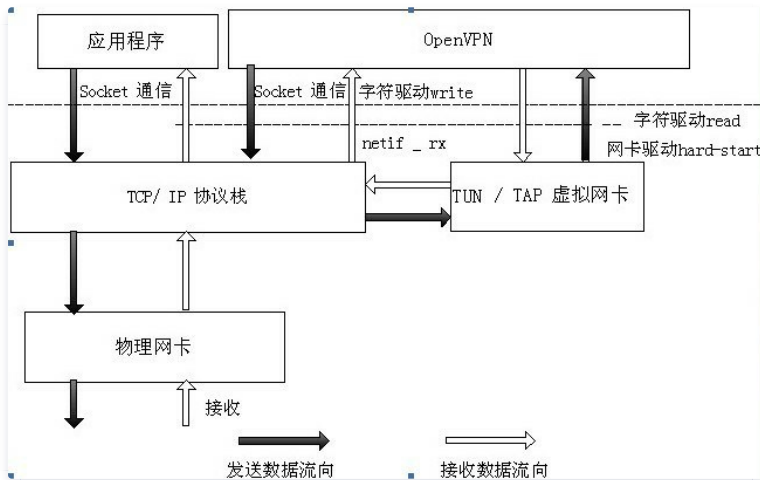 应用程序
OpenVPN
Socket 通信
Socket 通信
字符驱动write
字符驱动read
netif _ rx
网卡驱动hard-start
TCP/ IP 协议栈
TUN / TAP 虚拟网卡
物理网卡
接收
发送数据流向
接收数据流向